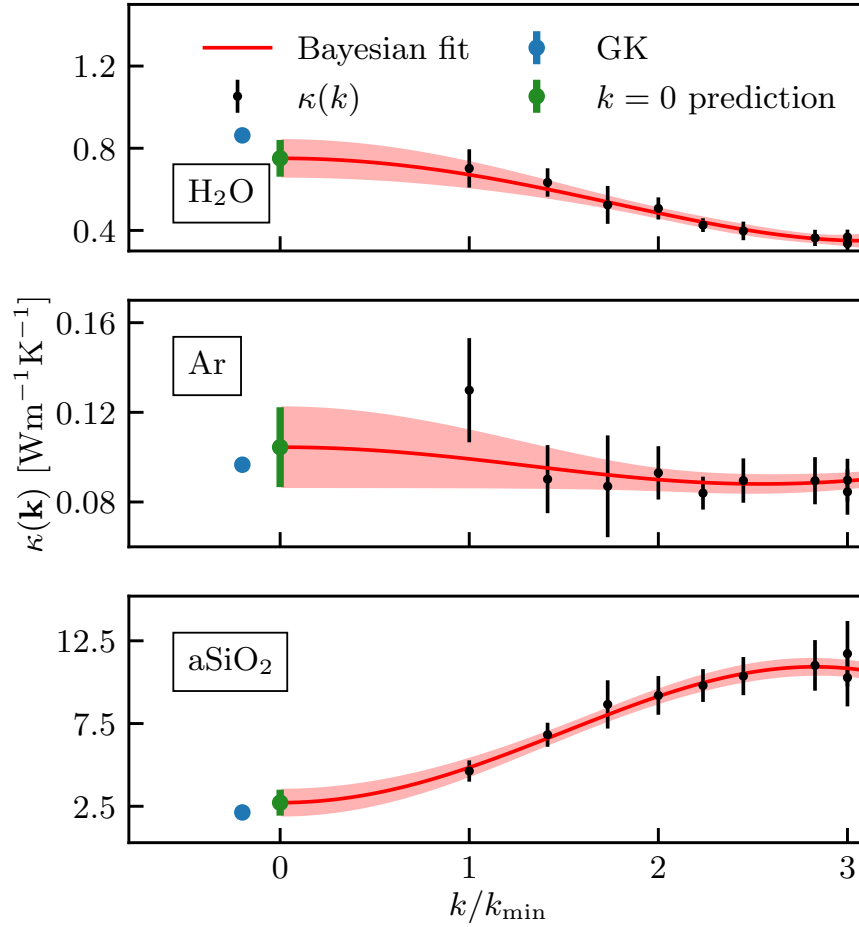 Bayesian fit
κ(k)
GK
k = 0 prediction
1.2
0.8
0.4
H₂O
κ(𝐤) [Wm⁻¹K⁻¹]
0.16
0.12
0.08
Ar
12.5
7.5
2.5
aSiO₂
0 1 2 3
k/k_min